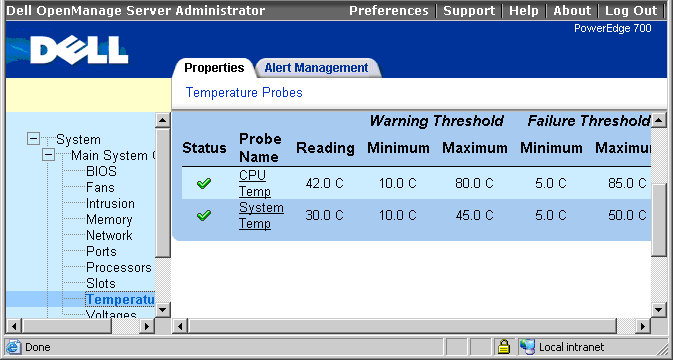 Dell OpenManage Server Administrator Preferences | Support | Help | About | Log Out
PowerEdge 700
DELL
Properties Alert Management
Temperature Probes
Warning Threshold Failure Threshold
Status Probe Name Reading Minimum Maximum Minimum Maximu
CPU Temp 42.0 C 10.0 C 80.0 C 5.0 C 85.0 C
System Temp 30.0 C 10.0 C 45.0 C 5.0 C 50.0 C
System
Main System
BIOS
Fans
Intrusion
Memory
Network
Ports
Processors
Slots
Temperatu
Voltages
Done Local intranet